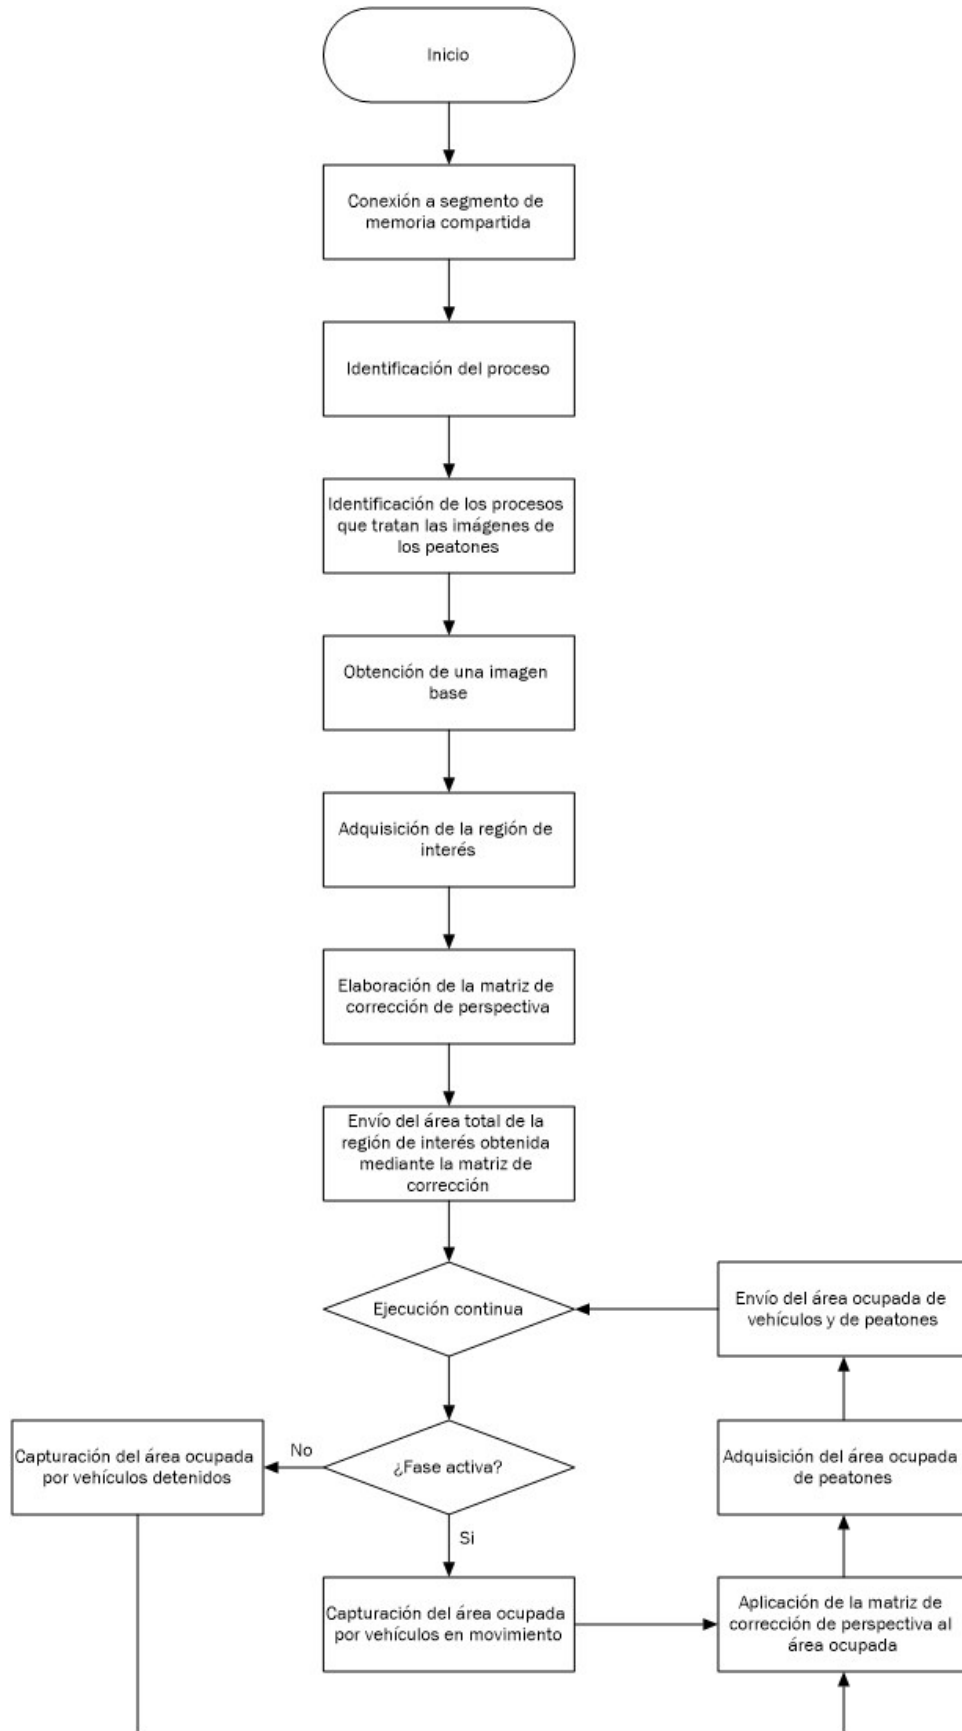 Inicio
Conexión a segmento de
memoria compartida
Identificación del proceso
Identificación de los procesos
que tratan las imágenes de
los peatones
Obtención de una imagen
base
Adquisición de la región de
interés
Elaboración de la matriz de
corrección de perspectiva
Envío del área total de la
región de interés obtenida
mediante la matriz de
corrección
Ejecución continua
Envío del área ocupada de
vehículos y de peatones
Capturación del área ocupada
por vehículos detenidos
No
¿Fase activa?
Adquisición del área ocupada
de peatones
Si
Capturación del área ocupada
por vehículos en movimiento
Aplicación de la matriz de
corrección de perspectiva al
área ocupada